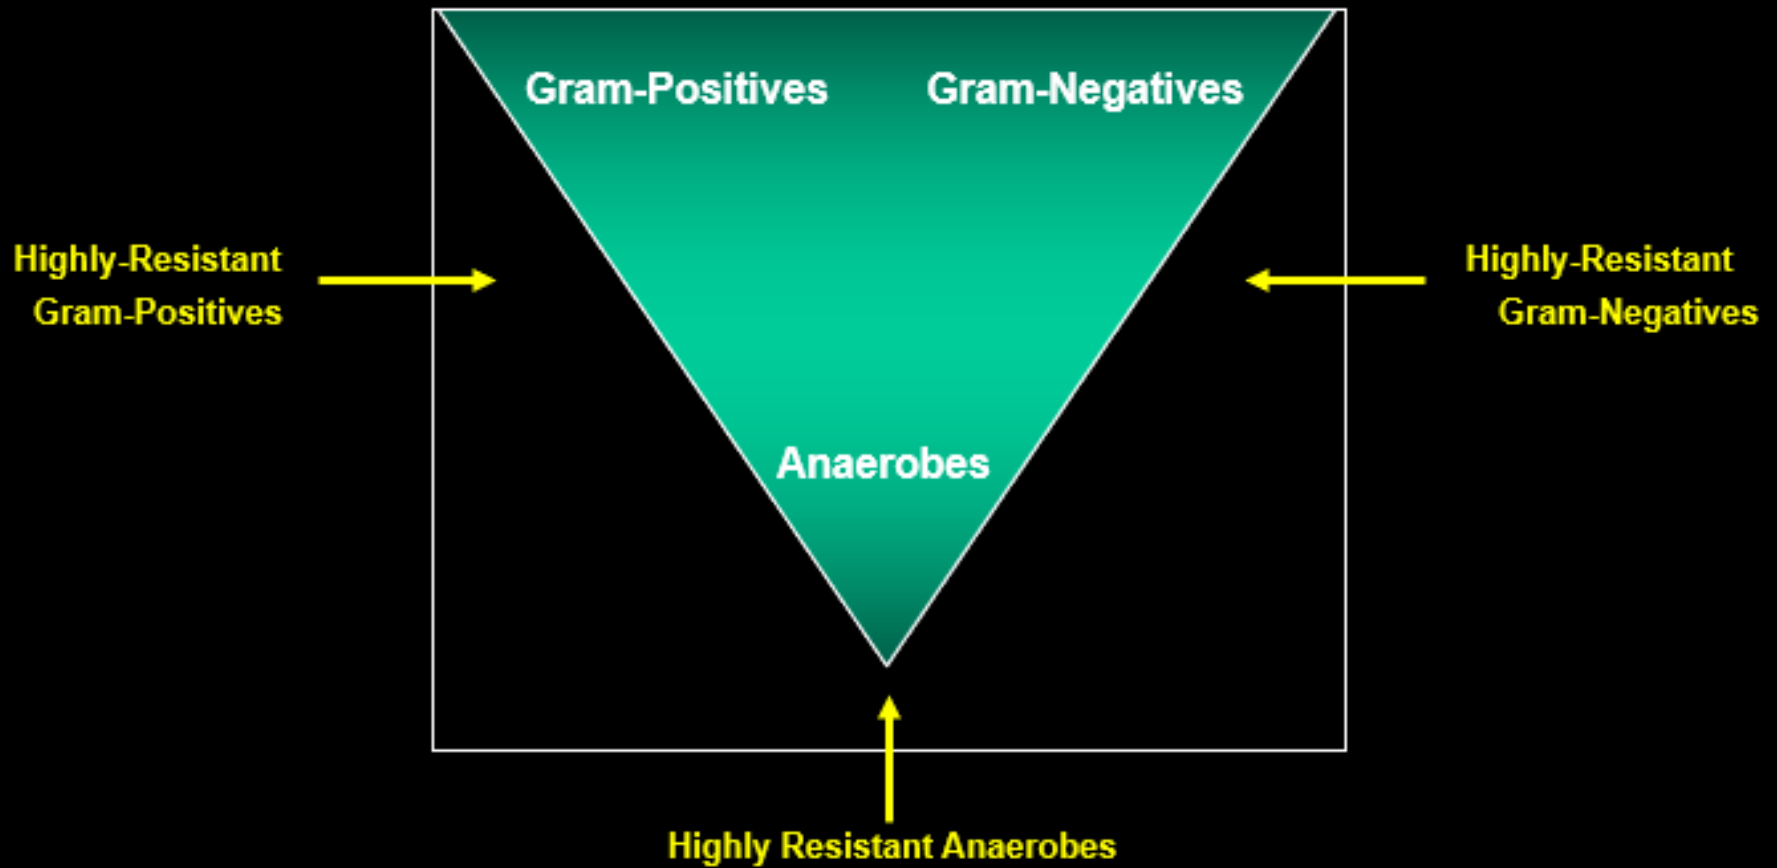 Gram-Positives
Gram-Negatives
Highly-Resistant
Gram-Positives
Highly-Resistant
Gram-Negatives
Anaerobes
Highly Resistant Anaerobes